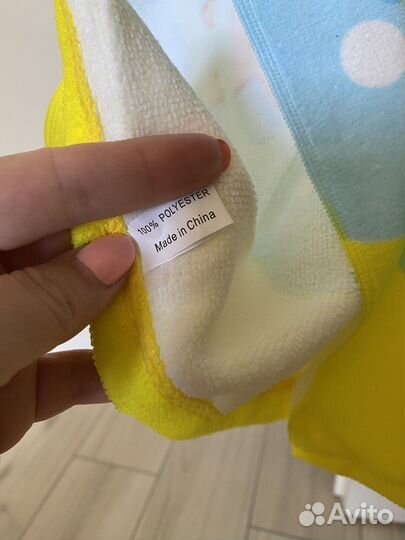 100% POLYESTER
Made in China
Avito